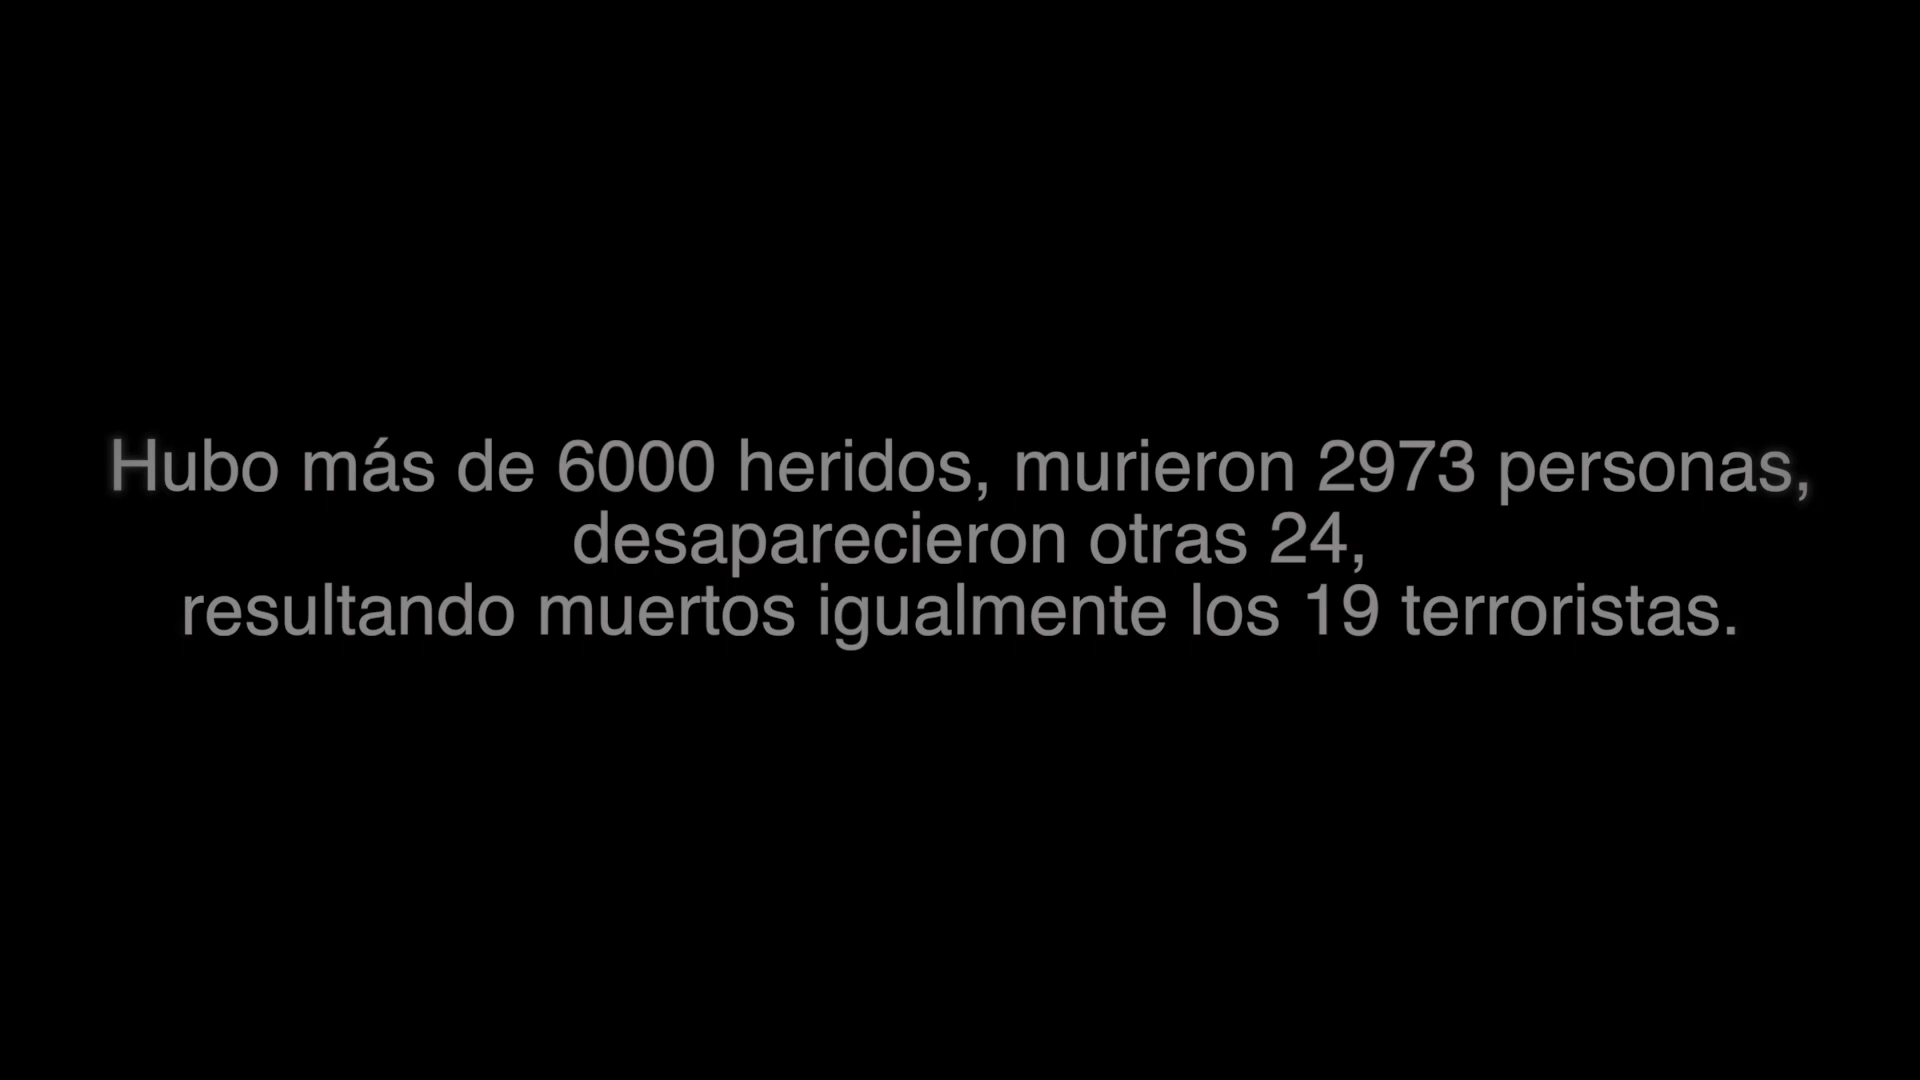 Hubo más de 6000 heridos, murieron 2973 personas,
desaparecieron otras 24,
resultando muertos igualmente los 19 terroristas.